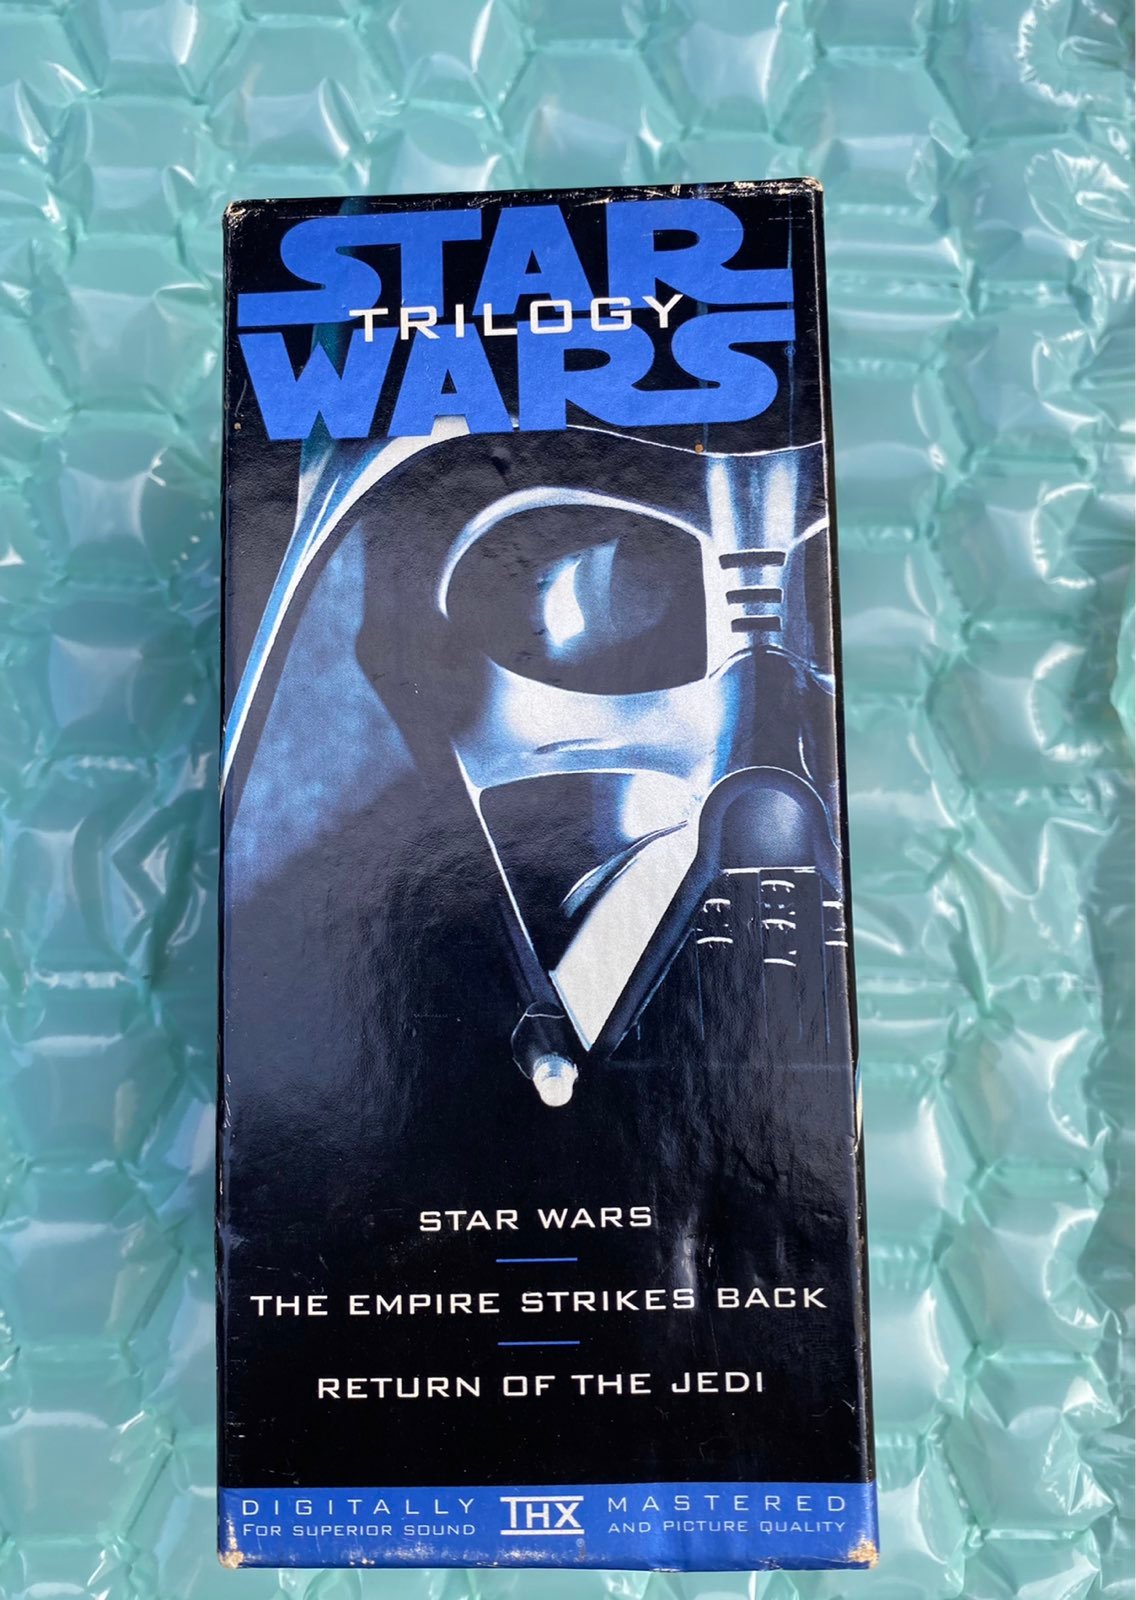 STAR
TRILOGY
WARS
STAR WARS
THE EMPIRE STRIKES BACK
RETURN OF THE JEDI
DIGITALLY THX MASTERED
FOR SUPERIOR SOUND AND PICTURE QUALITY